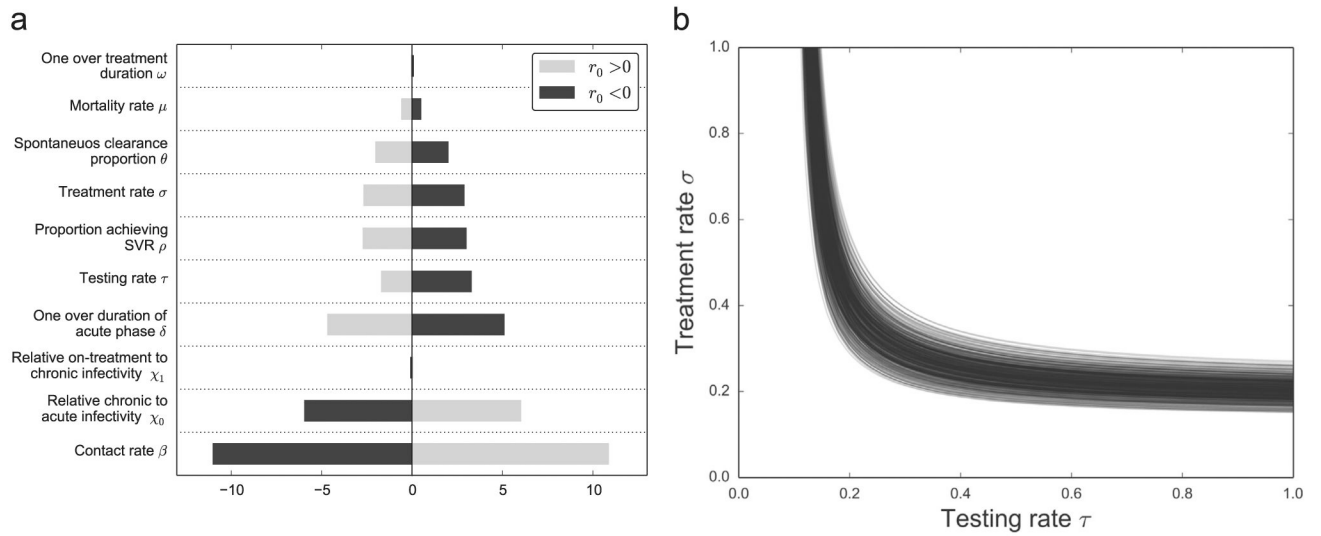 a
One over treatment
duration ω
Mortality rate μ
Spontaneuos clearance
proportion θ
Treatment rate σ
Proportion achieving
SVR ρ
Testing rate τ
One over duration of
acute phase δ
Relative on-treatment to
chronic infectivity χ₁
Relative chronic to
acute infectivity χ₀
Contact rate β
r₀ >0
r₀ <0
−10 −5 0 5 10
b
1.0
0.8
0.6
0.4
0.2
0.0
Treatment rate σ
0.0 0.2 0.4 0.6 0.8 1.0
Testing rate τ